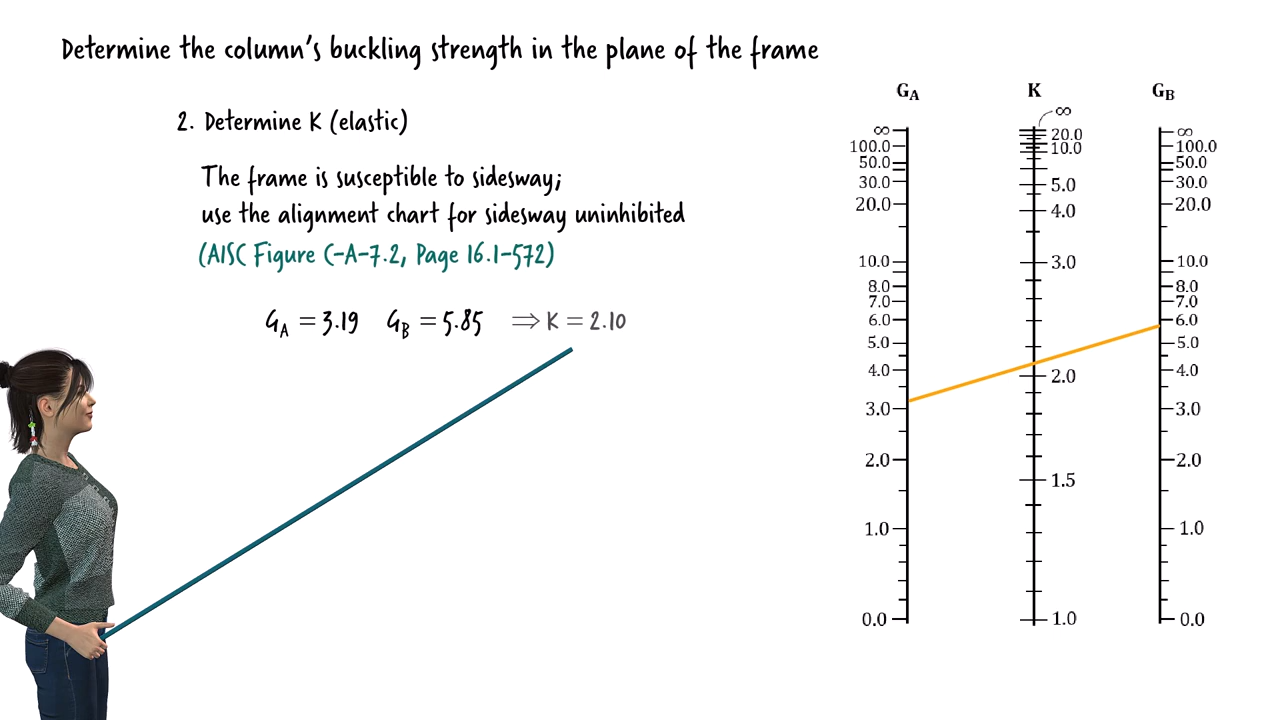 Determine the column's buckling strength in the plane of the frame
2. Determine K (elastic)
The frame is susceptible to sidesway;
use the alignment chart for sidesway uninhibited
(AISC Figure C-A-7.2, Page 16.1-572)
G_A = 3.19 G_B = 5.85 ⟹ K = 2.10
G_A K G_B
∞ ∞ ∞
20.0
100.0 10.0 100.0
50.0 50.0
30.0 5.0 30.0
20.0 4.0 20.0
10.0 3.0 10.0
8.0 8.0
7.0 7.0
6.0 6.0
5.0 5.0
4.0 2.0 4.0
3.0 3.0
2.0 1.5 2.0
1.0 1.0
0.0 1.0 0.0